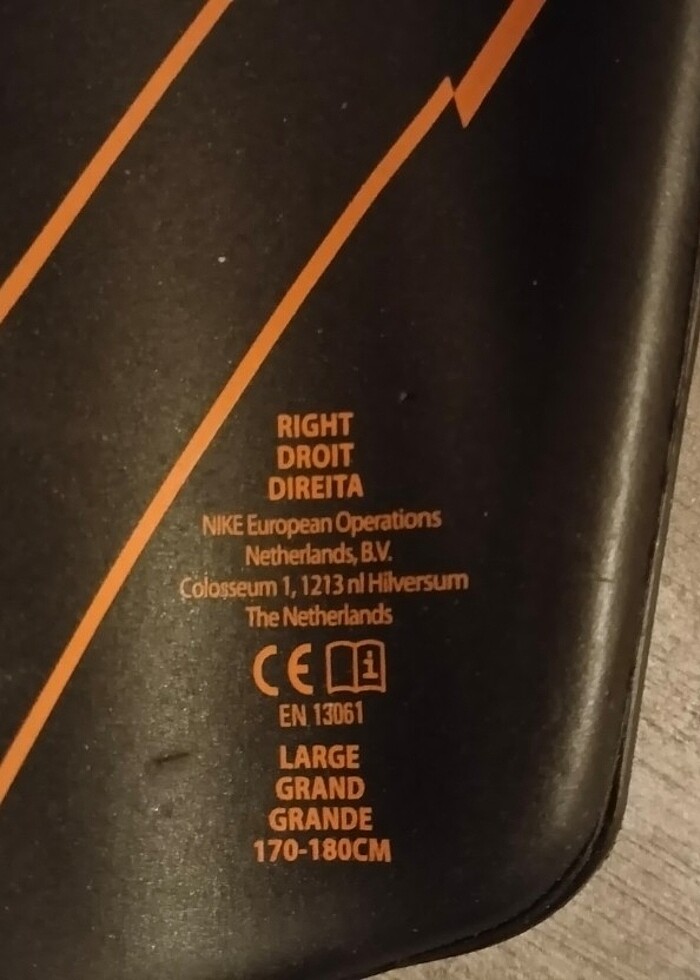 RIGHT
DROIT
DIREITA
NIKE European Operations
Netherlands, B.V.
Colosseum 1, 1213 nl Hilversum
The Netherlands
CE i
EN 13061
LARGE
GRAND
GRANDE
170-180CM